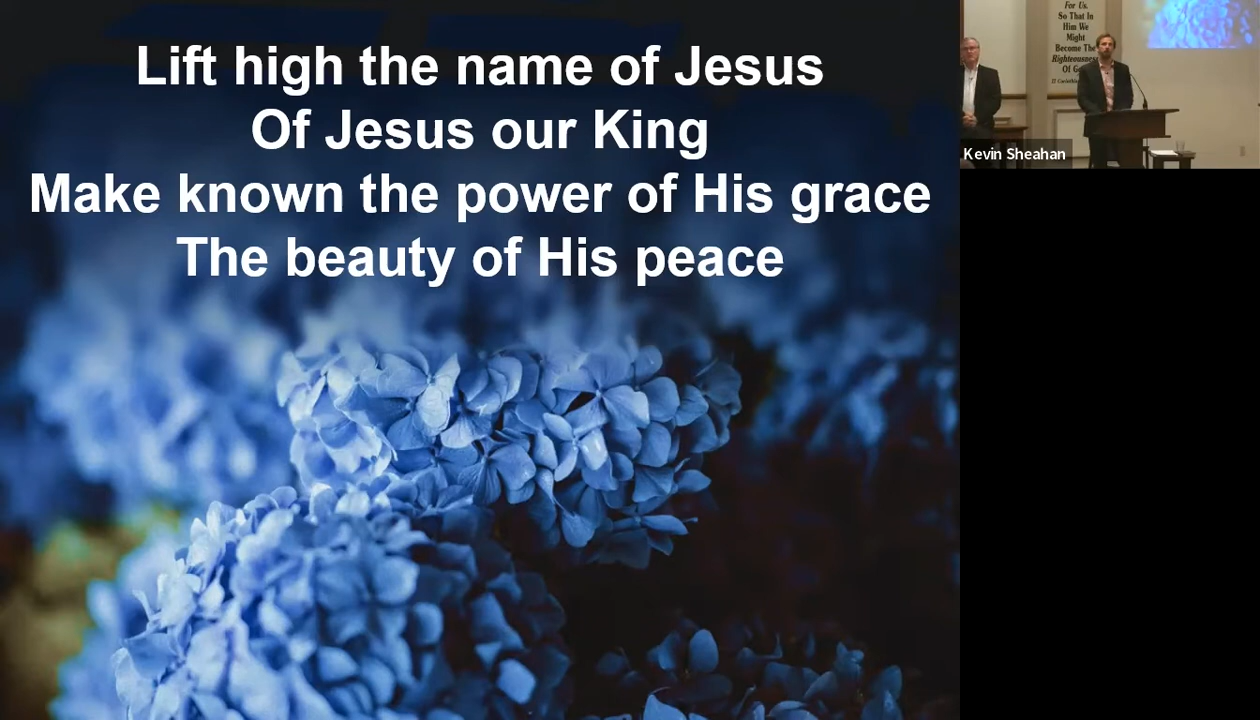 Lift high the name of Jesus
Of Jesus our King
Make known the power of His grace
The beauty of His peace
For Us.
So That In
Him We
Might
Become The
Righteousness
Of
Kevin Sheahan